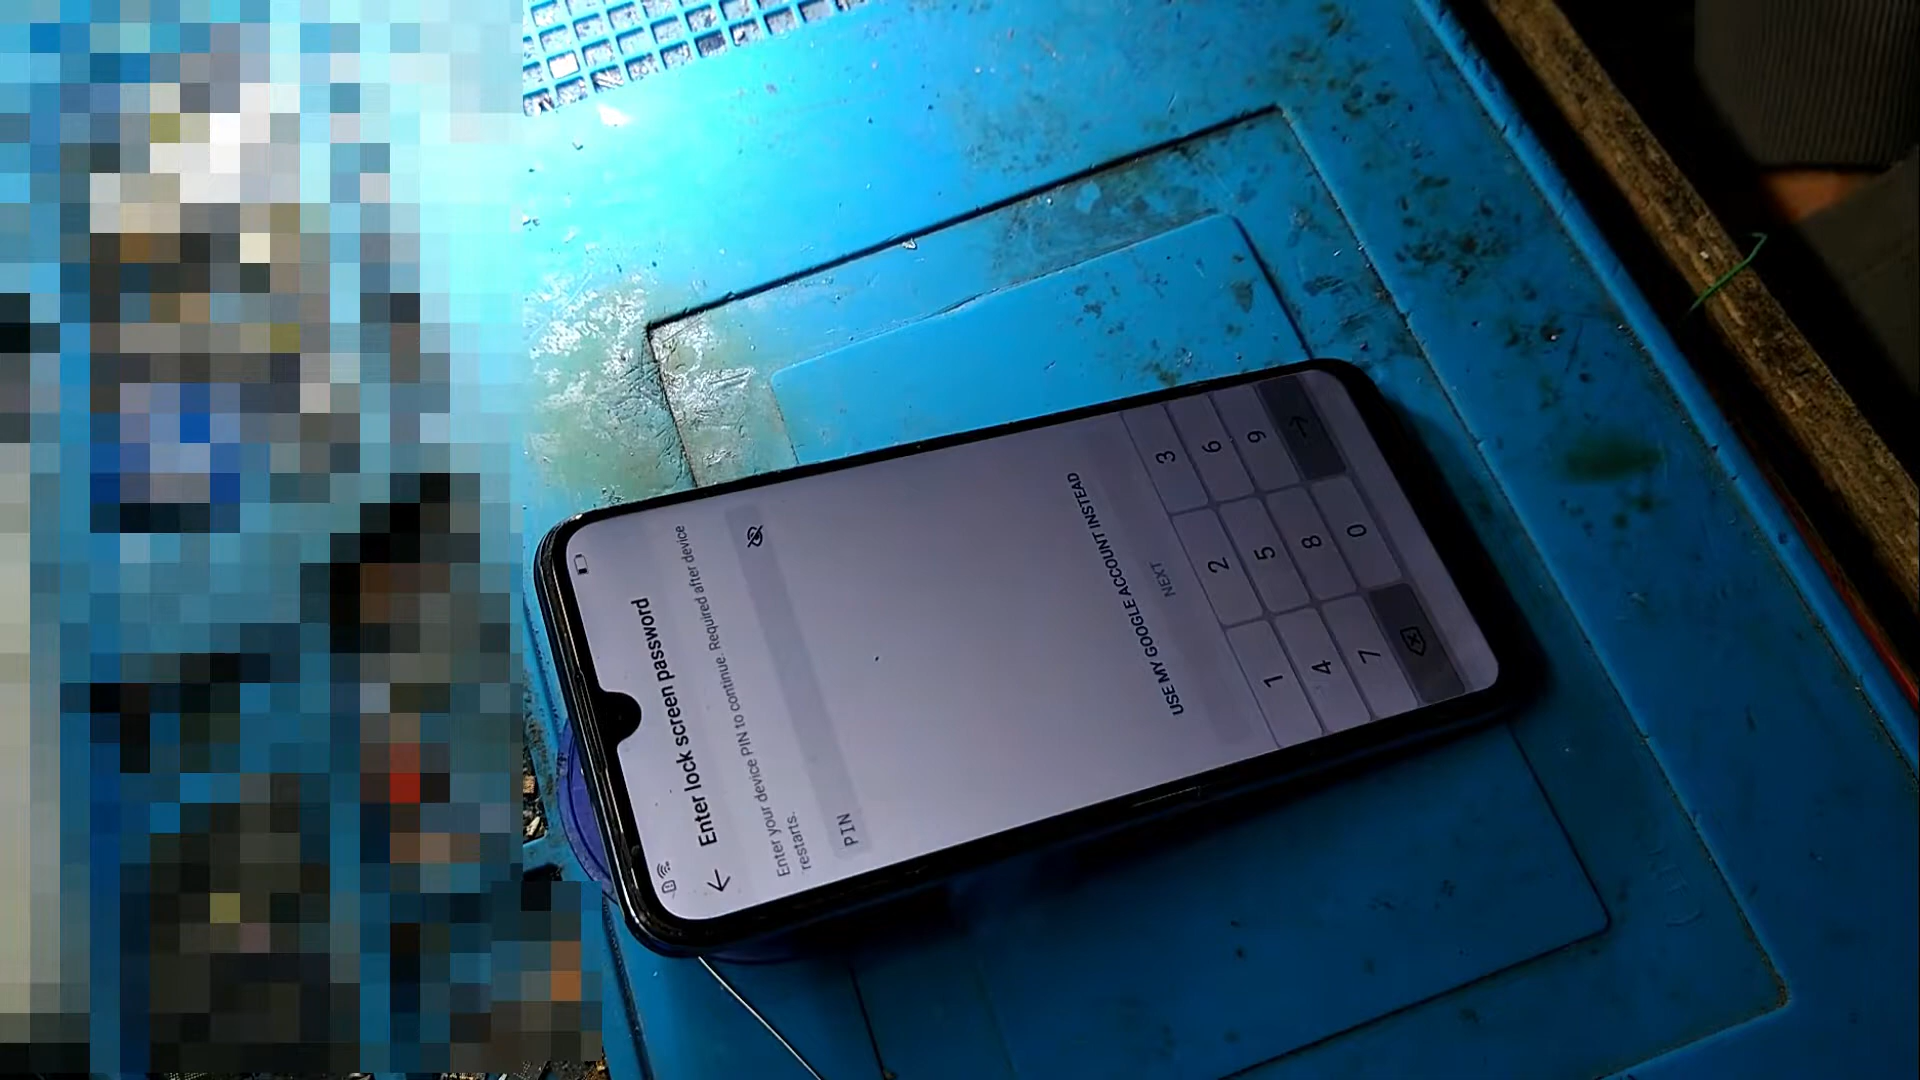 Enter lock screen password
Enter your device PIN to continue. Required after device
restarts.
PIN
USE MY GOOGLE ACCOUNT INSTEAD
NEXT
1 2 3
4 5 6
7 8 9
0